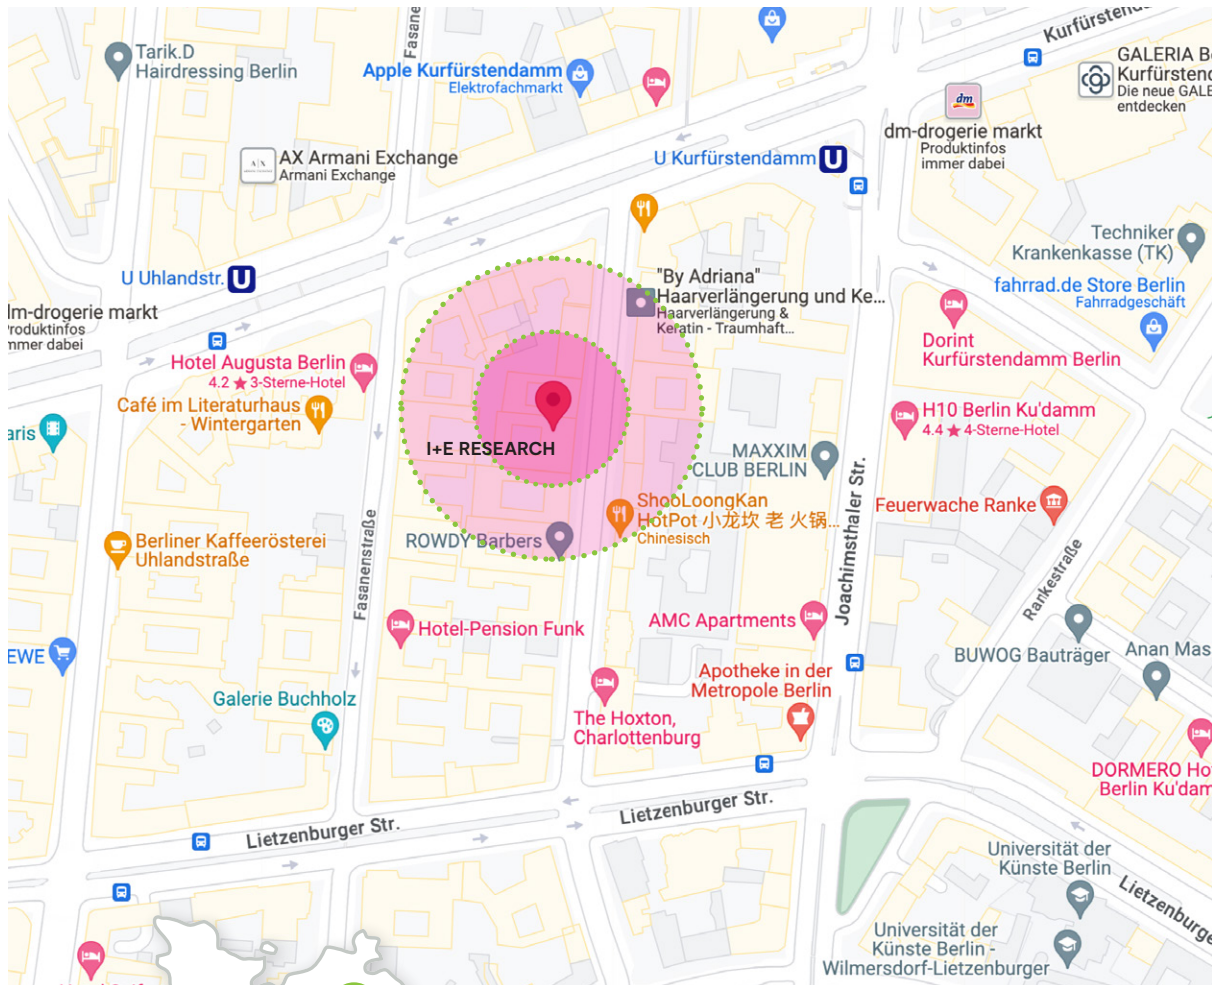 Tarik.D
Hairdressing Berlin
Fasane
Apple Kurfürstendamm
Elektrofachmarkt
Kurfürstend
GALERIA B
Kurfürsten
Die neue GALE
entdecken
dm
dm-drogerie markt
Produktinfos
immer dabei
A|X
AX Armani Exchange
Armani Exchange
U Kurfürstendamm U
Techniker
Krankenkasse (TK)
U Uhlandstr. U
"By Adriana"
Haarverlängerung und Ke...
Haarverlängerung &
Keratin - Traumhaft...
fahrrad.de Store Berlin
Fahrradgeschäft
lm-drogerie markt
Produktinfos
mmer dabei
Hotel Augusta Berlin
4.2 ★ 3-Sterne-Hotel
Dorint
Kurfürstendamm Berlin
Café im Literaturhaus
- Wintergarten
H10 Berlin Ku'damm
4.4 ★ 4-Sterne-Hotel
aris
I+E RESEARCH
MAXXIM
CLUB BERLIN
Joachimsthaler Str.
Feuerwache Ranke
ShooLoongKan
HotPot 小龙坎 老 火锅...
Chinesisch
ROWDY Barbers
Berliner Kaffeerösterei
Uhlandstraße
Fasanenstraße
Rankestraße
Hotel-Pension Funk
AMC Apartments
EWE
BUWOG Bauträger
Anan Mas
Apotheke in der
Metropole Berlin
Galerie Buchholz
The Hoxton,
Charlottenburg
DORMERO Ho
Berlin Ku'dam
Lietzenburger Str.
Lietzenburger Str.
Universität der
Künste Berlin
Lietzenburge
Universität der
Künste Berlin -
Wilmersdorf-Lietzenburger